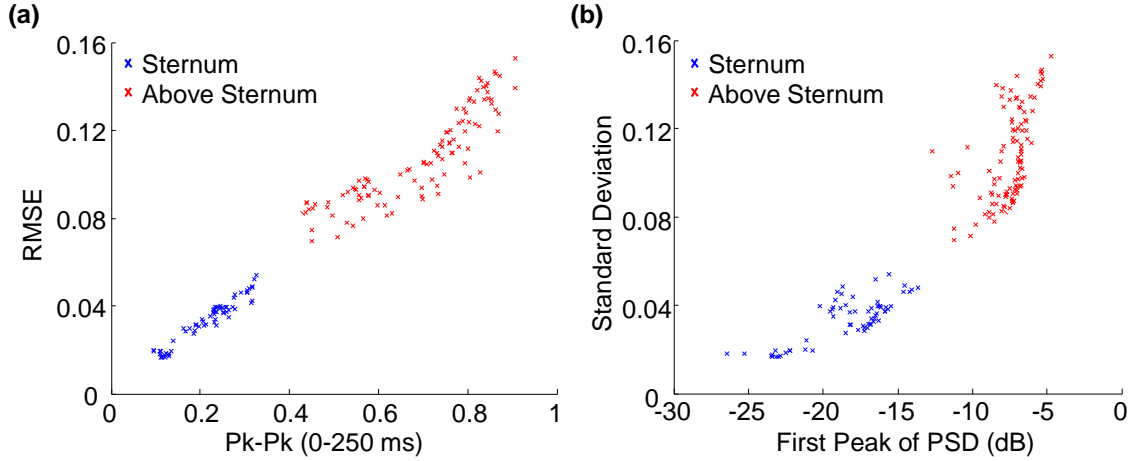 (a)
RMSE
0.16
0.12
0.08
0.04
0
× Sternum
× Above Sternum
0 0.2 0.4 0.6 0.8 1
Pk-Pk (0-250 ms)
(b)
Standard Deviation
0.16
0.12
0.08
0.04
0
× Sternum
× Above Sternum
-30 -25 -20 -15 -10 -5 0
First Peak of PSD (dB)